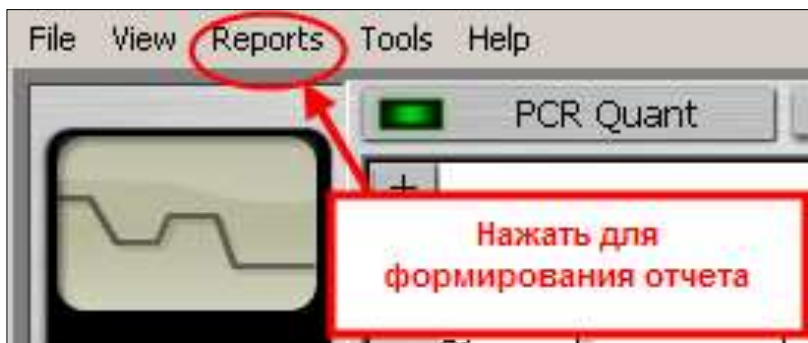 File View Reports Tools Help
PCR Quant
+
Нажать для
формирования отчета